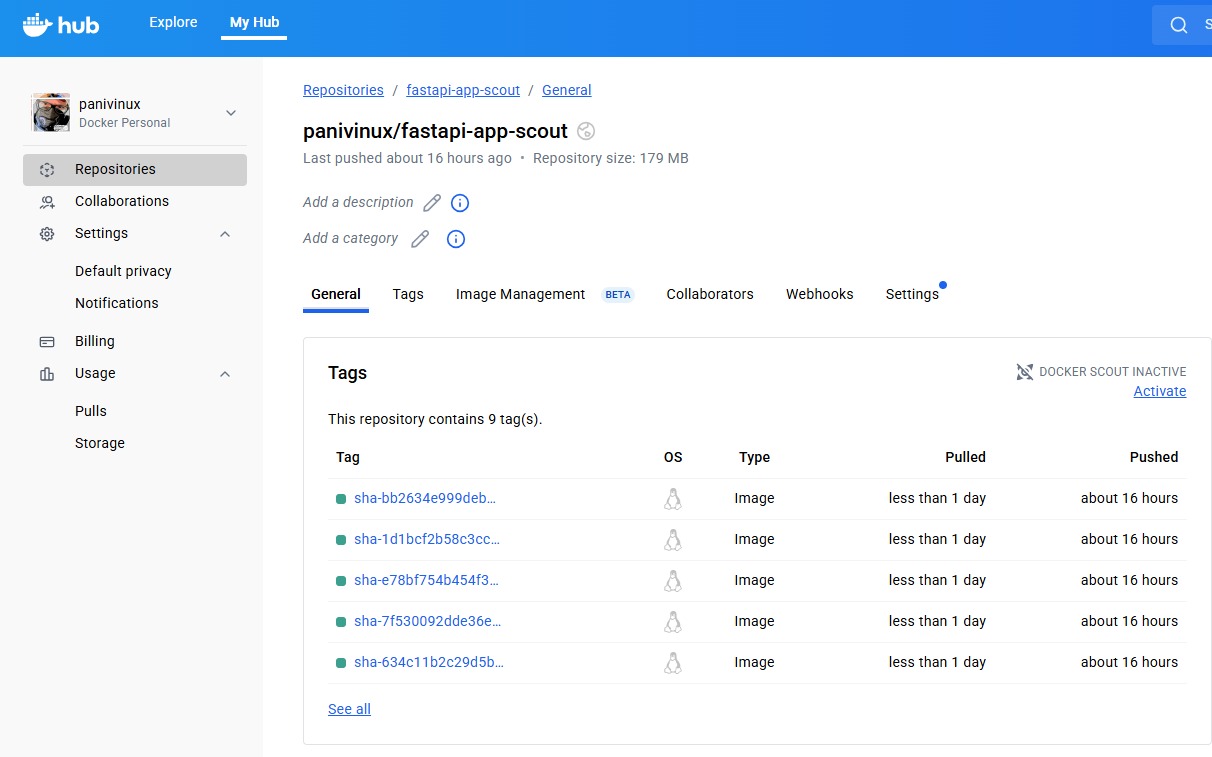 hub Explore My Hub S
panivinux
Docker Personal
Repositories
Collaborations
Settings
Default privacy
Notifications
Billing
Usage
Pulls
Storage
Repositories / fastapi-app-scout / General
panivinux/fastapi-app-scout
Last pushed about 16 hours ago • Repository size: 179 MB
Add a description
Add a category
General Tags Image Management BETA Collaborators Webhooks Settings
Tags
DOCKER SCOUT INACTIVE
Activate
This repository contains 9 tag(s).
Tag OS Type Pulled Pushed
sha-bb2634e999deb... Image less than 1 day about 16 hours
sha-1d1bcf2b58c3cc... Image less than 1 day about 16 hours
sha-e78bf754b454f3... Image less than 1 day about 16 hours
sha-7f530092dde36e... Image less than 1 day about 16 hours
sha-634c11b2c29d5b... Image less than 1 day about 16 hours
See all